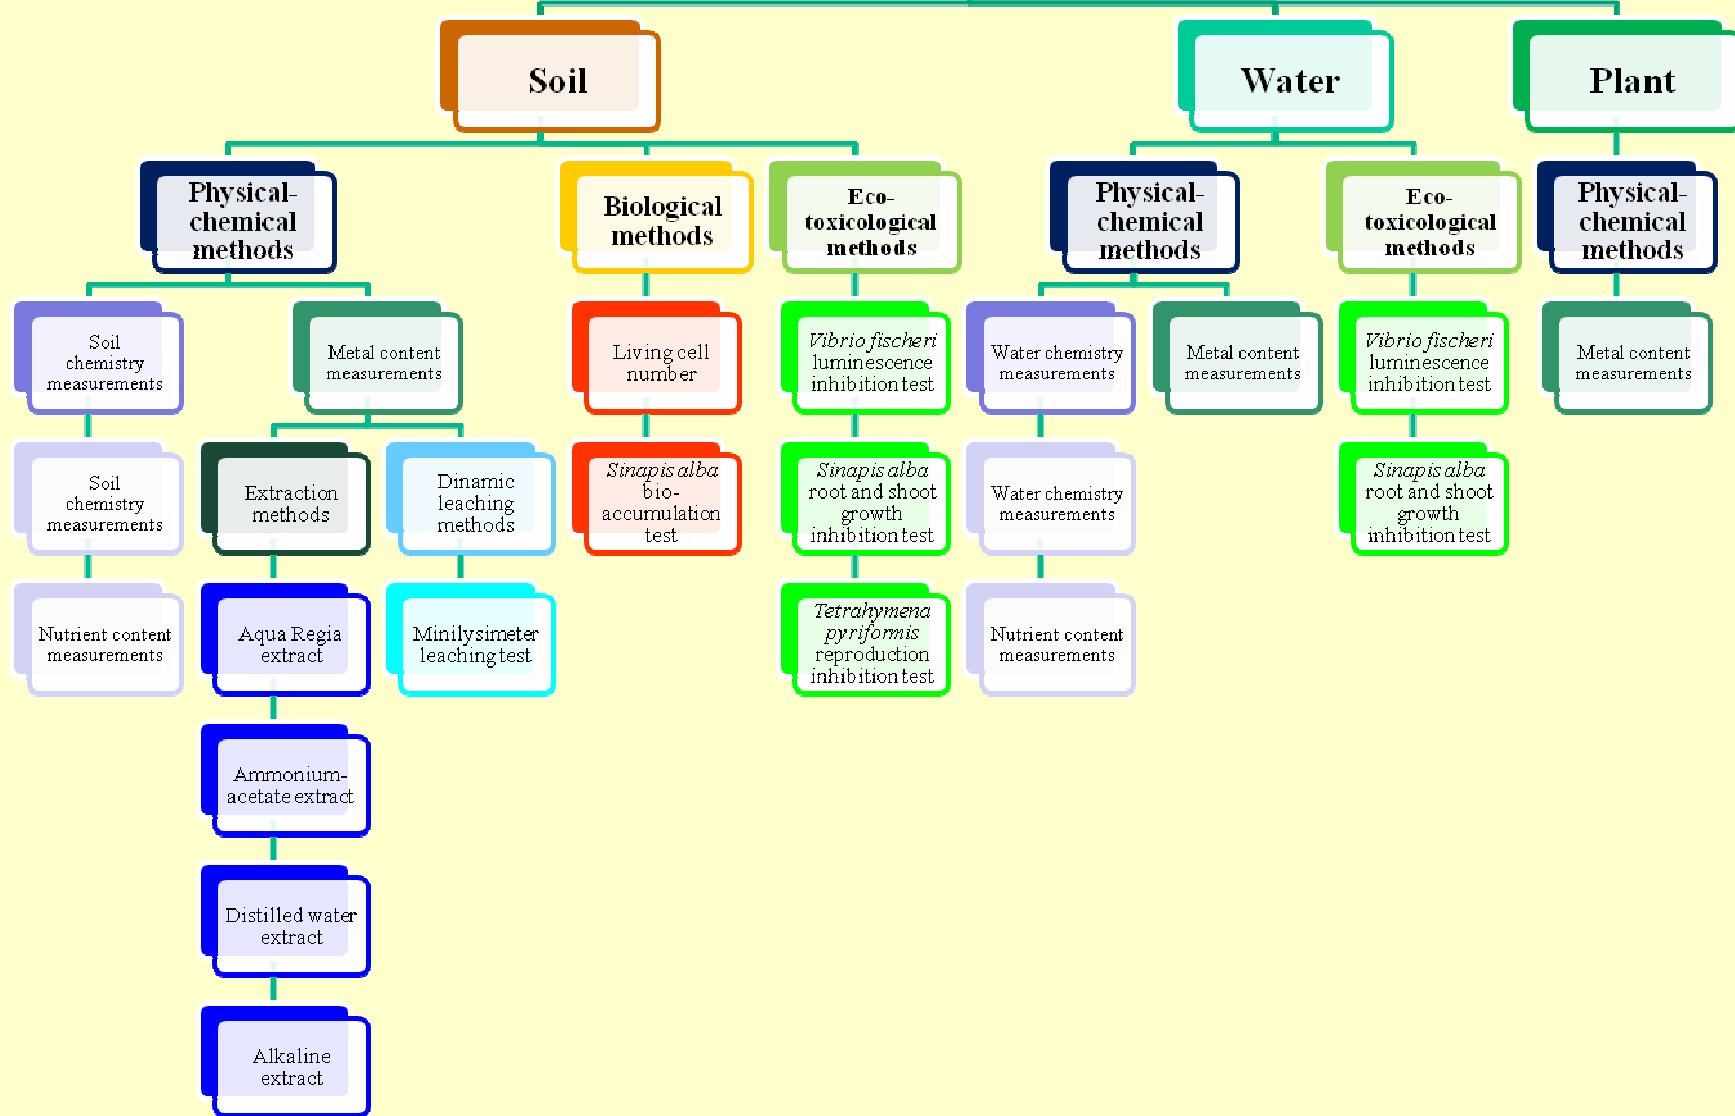 Soil
Water
Plant
Physical-
chemical
methods
Biological
methods
Eco-
toxicological
methods
Physical-
chemical
methods
Eco-
toxicological
methods
Physical-
chemical
methods
Soil
chemistry
measurements
Metal content
measurements
Living cell
number
Vibrio fischeri
luminescence
inhibition test
Water chemistry
measurements
Metal content
measurements
Vibrio fischeri
luminescence
inhibition test
Metal content
measurements
Soil
chemistry
measurements
Extraction
methods
Dinamic
leaching
methods
Sinapis alba
bio-
accumulation
test
Sinapis alba
root and shoot
growth
inhibition test
Water chemistry
measurements
Sinapis alba
root and shoot
growth
inhibition test
Nutrient content
measurements
Aqua Regia
extract
Minilysimeter
leaching test
Tetrahymena
pyriformis
reproduction
inhibition test
Nutrient content
measurements
Ammonium-
acetate extract
Distilled water
extract
Alkaline
extract